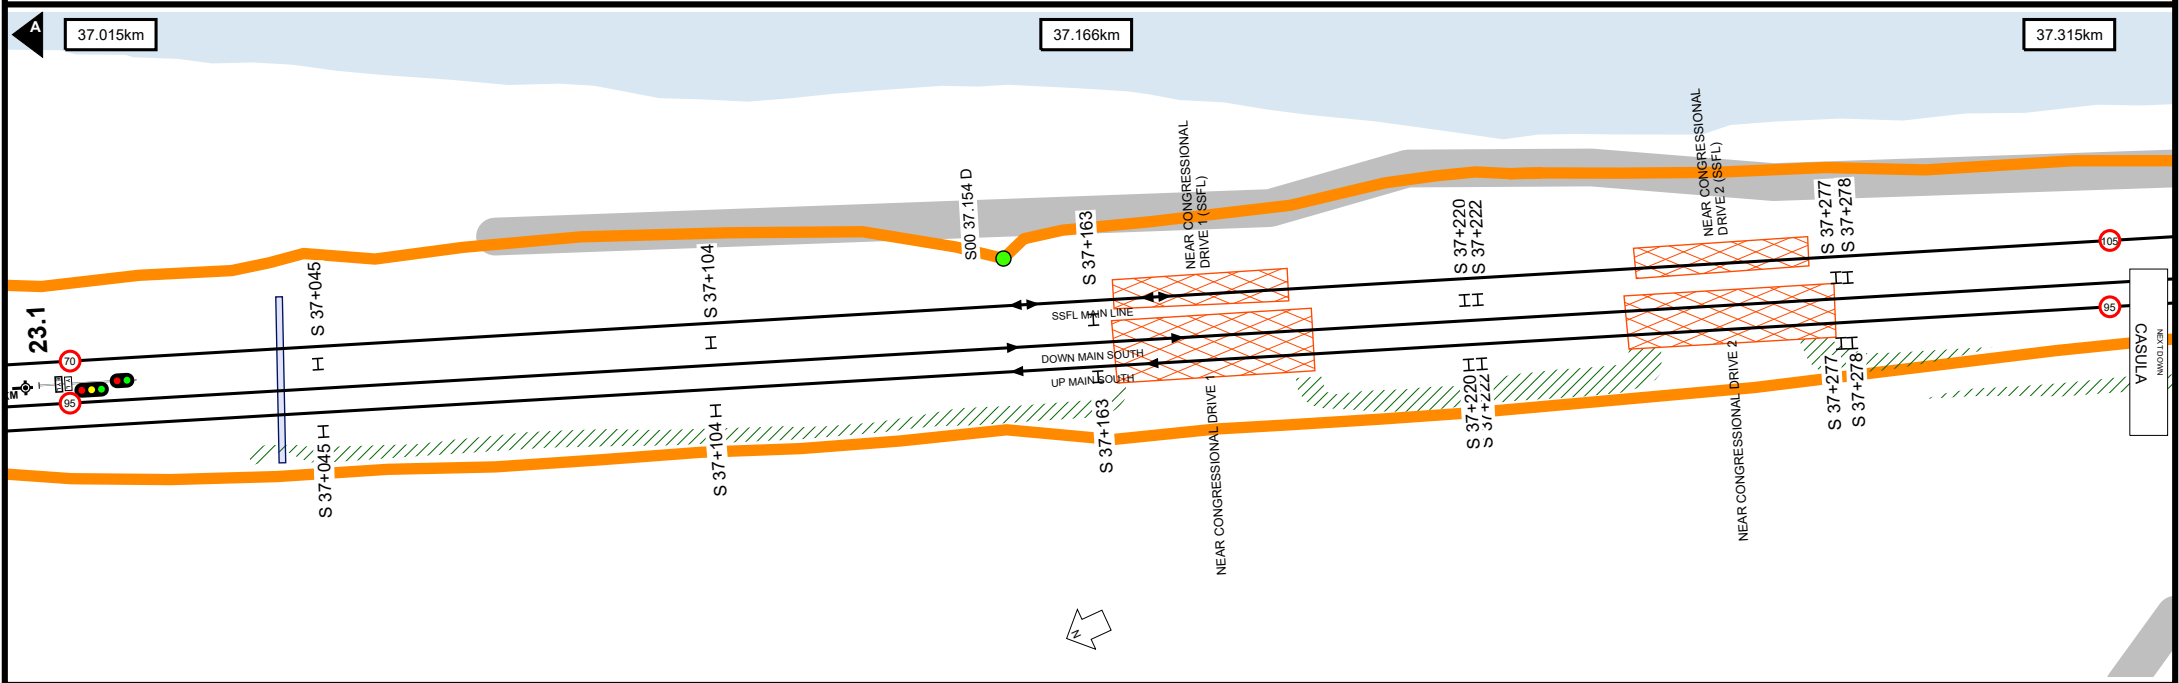 A
37.015km
37.166km
37.315km
NEAR CONGRESSIONAL
DRIVE 1 (SSFL)
NEAR CONGRESSIONAL
DRIVE 2 (SSFL)
S00 37.154 D
S 37+045
S 37+104
S 37+163
S 37+220
S 37+222
S 37+277
S 37+278
105
23.1
70
95
SSFL MAIN LINE
DOWN MAIN SOUTH
UP MAIN SOUTH
95
CASULA
NEXT DOWN
S 37+045
S 37+104
S 37+163
NEAR CONGRESSIONAL DRIVE 1
S 37+220
S 37+222
NEAR CONGRESSIONAL DRIVE 2
S 37+277
S 37+278
N